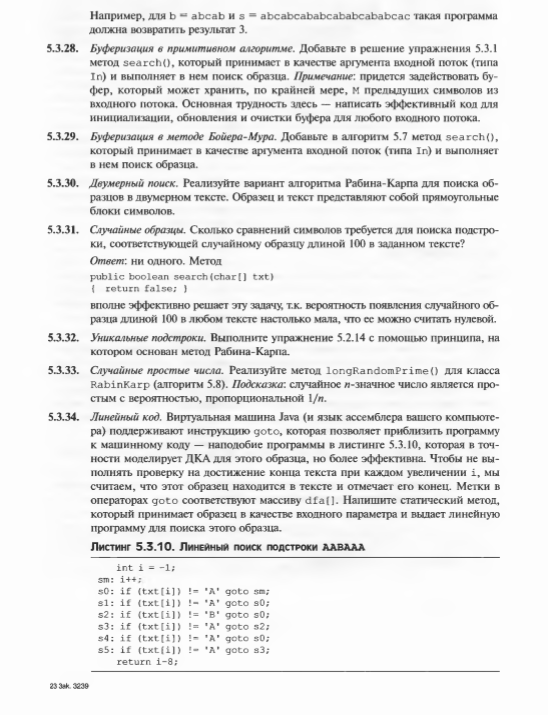 Например, для b = abcab и s = abcabcababcababcababcac такая программа
должна возвратить результат 3.
5.3.28. Буферизация в примитивном алгоритме. Добавьте в решение упражнения 5.3.1
метод search(), который принимает в качестве аргумента входной поток (типа
In) и выполняет в нем поиск образца. Примечание: придется задействовать бу-
фер, который может хранить, по крайней мере, M предыдущих символов из
входного потока. Основная трудность здесь — написать эффективный код для
инициализации, обновления и очистки буфера для любого входного потока.
5.3.29. Буферизация в методе Бойера-Мура. Добавьте в алгоритм 5.7 метод search(),
который принимает в качестве аргумента входной поток (типа In) и выполняет
в нем поиск образца.
5.3.30. Двумерный поиск. Реализуйте вариант алгоритма Рабина-Карпа для поиска об-
разцов в двумерном тексте. Образец и текст представляют собой прямоугольные
блоки символов.
5.3.31. Случайные образцы. Сколько сравнений символов требуется для поиска подстро-
ки, соответствующей случайному образцу длиной 100 в заданном тексте?
Ответ: ни одного. Метод
public boolean search(char[] txt)
{ return false; }
вполне эффективно решает эту задачу, т.к. вероятность появления случайного об-
разца длиной 100 в любом тексте настолько мала, что ее можно считать нулевой.
5.3.32. Уникальные подстроки. Выполните упражнение 5.2.14 с помощью принципа, на
котором основан метод Рабина-Карпа.
5.3.33. Случайные простые числа. Реализуйте метод longRandomPrime() для класса
RabinKarp (алгоритм 5.8). Подсказка: случайное n-значное число является про-
стым с вероятностью, пропорциональной 1/n.
5.3.34. Линейный код. Виртуальная машина Java (и язык ассемблера вашего компьюте-
ра) поддерживают инструкцию goto, которая позволяет приблизить программу
к машинному коду — наподобие программы в листинге 5.3.10, которая в точ-
ности моделирует ДКА для этого образца, но более эффективна. Чтобы не вы-
полнять проверку на достижение конца текста при каждом увеличении i, мы
считаем, что этот образец находится в тексте и отмечает его конец. Метки в
операторах goto соответствуют массиву dfa[]. Напишите статический метод,
который принимает образец в качестве входного параметра и выдает линейную
программу для поиска этого образца.
Листинг 5.3.10. Линейный поиск подстроки AABAAA
int i = -1;
sm: i++;
s0: if (txt[i]) != 'A' goto sm;
s1: if (txt[i]) != 'A' goto s0;
s2: if (txt[i]) != 'B' goto s0;
s3: if (txt[i]) != 'A' goto s2;
s4: if (txt[i]) != 'A' goto s0;
s5: if (txt[i]) != 'A' goto s3;
return i-8;
23 Зак. 3239